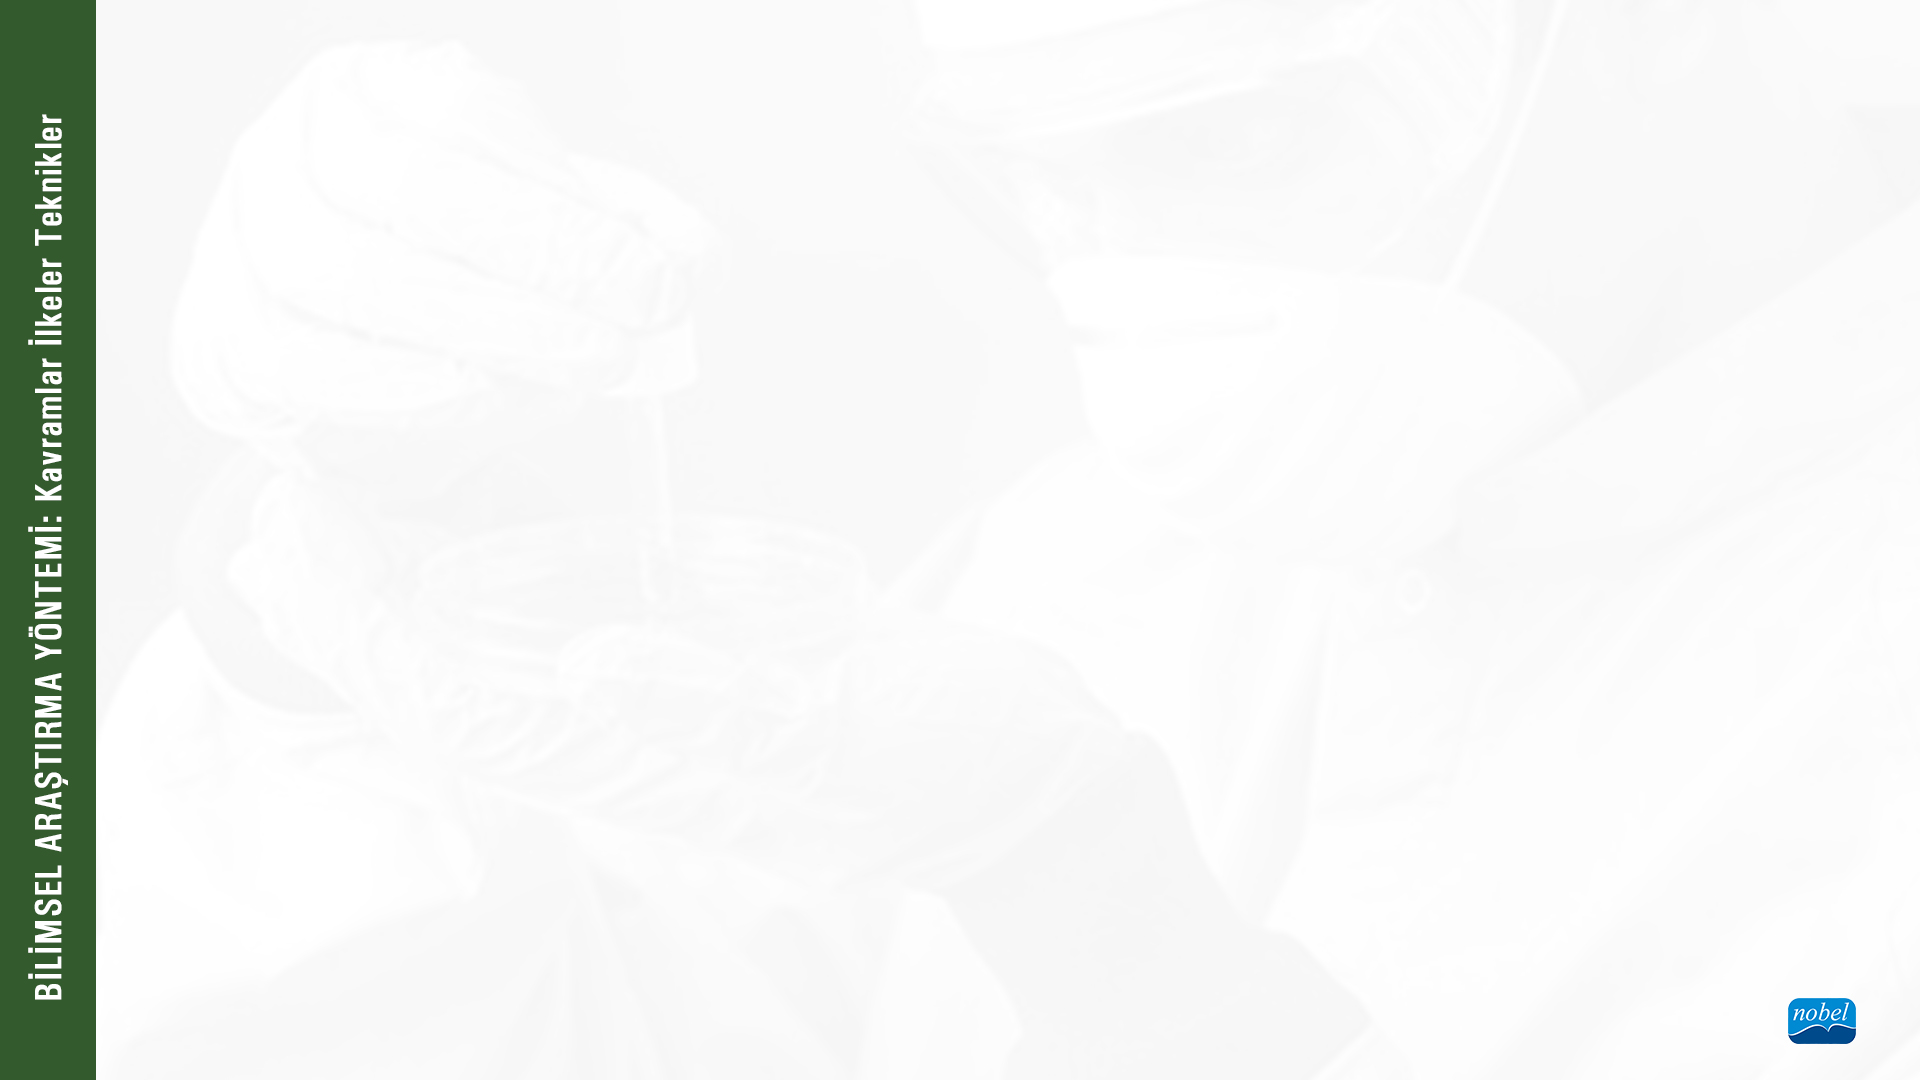 BİLİMSEL ARAŞTIRMA YÖNTEMİ: Kavramlar İlkeler Teknikler
nobel